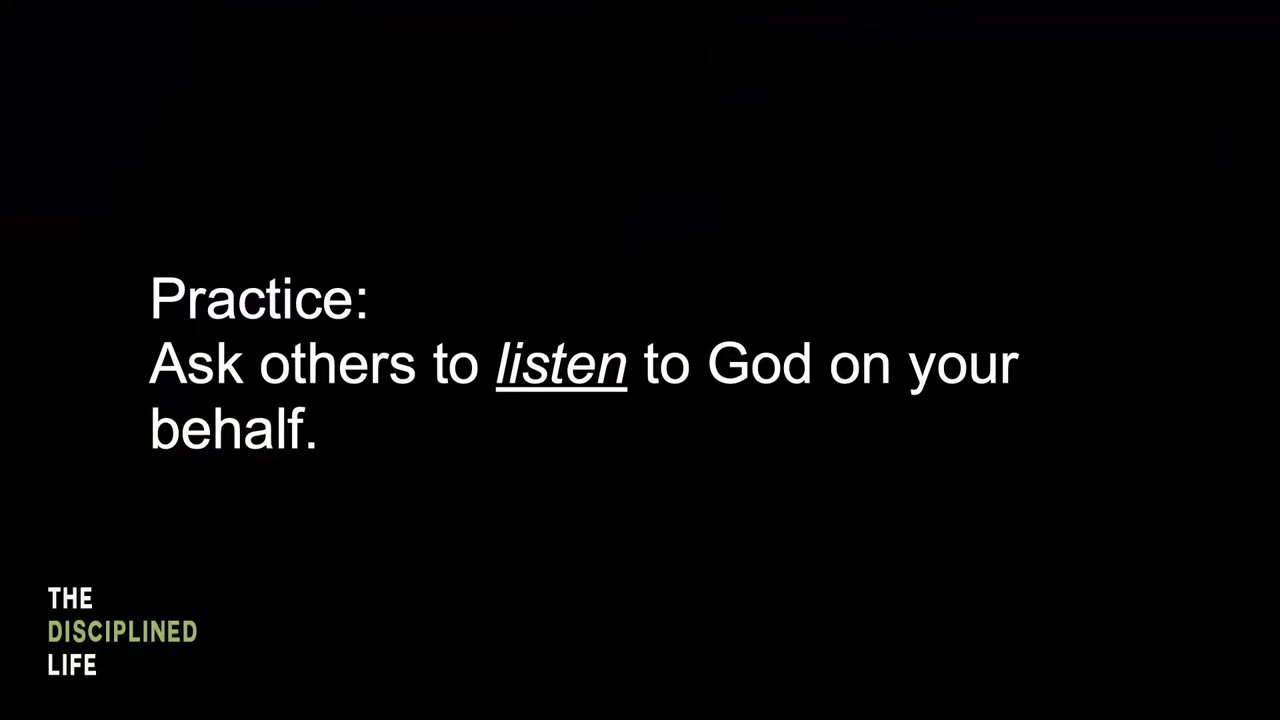 Practice:
Ask others to listen to God on your
behalf.
THE
DISCIPLINED
LIFE